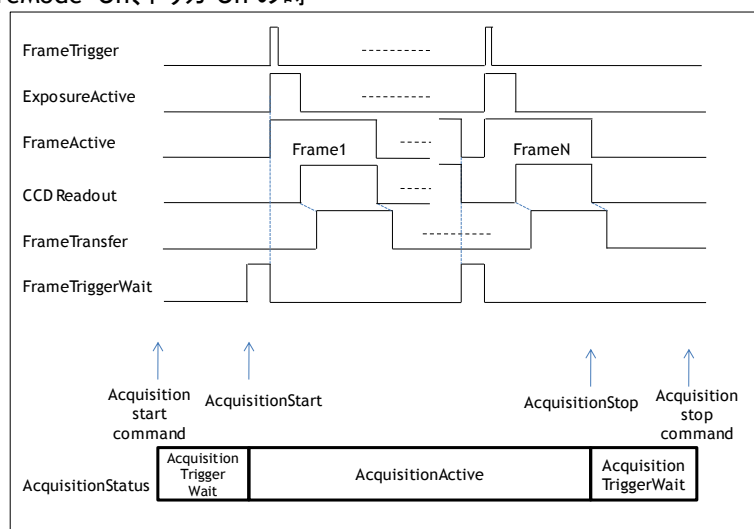 FrameTrigger
ExposureActive
FrameActive
Frame1
FrameN
CCD Readout
FrameTransfer
FrameTriggerWait
Acquisition
start
command
AcquisitionStart
AcquisitionStop
Acquisition
stop
command
AcquisitionStatus
Acquisition
Trigger
Wait
AcquisitionActive
Acquisition
TriggerWait